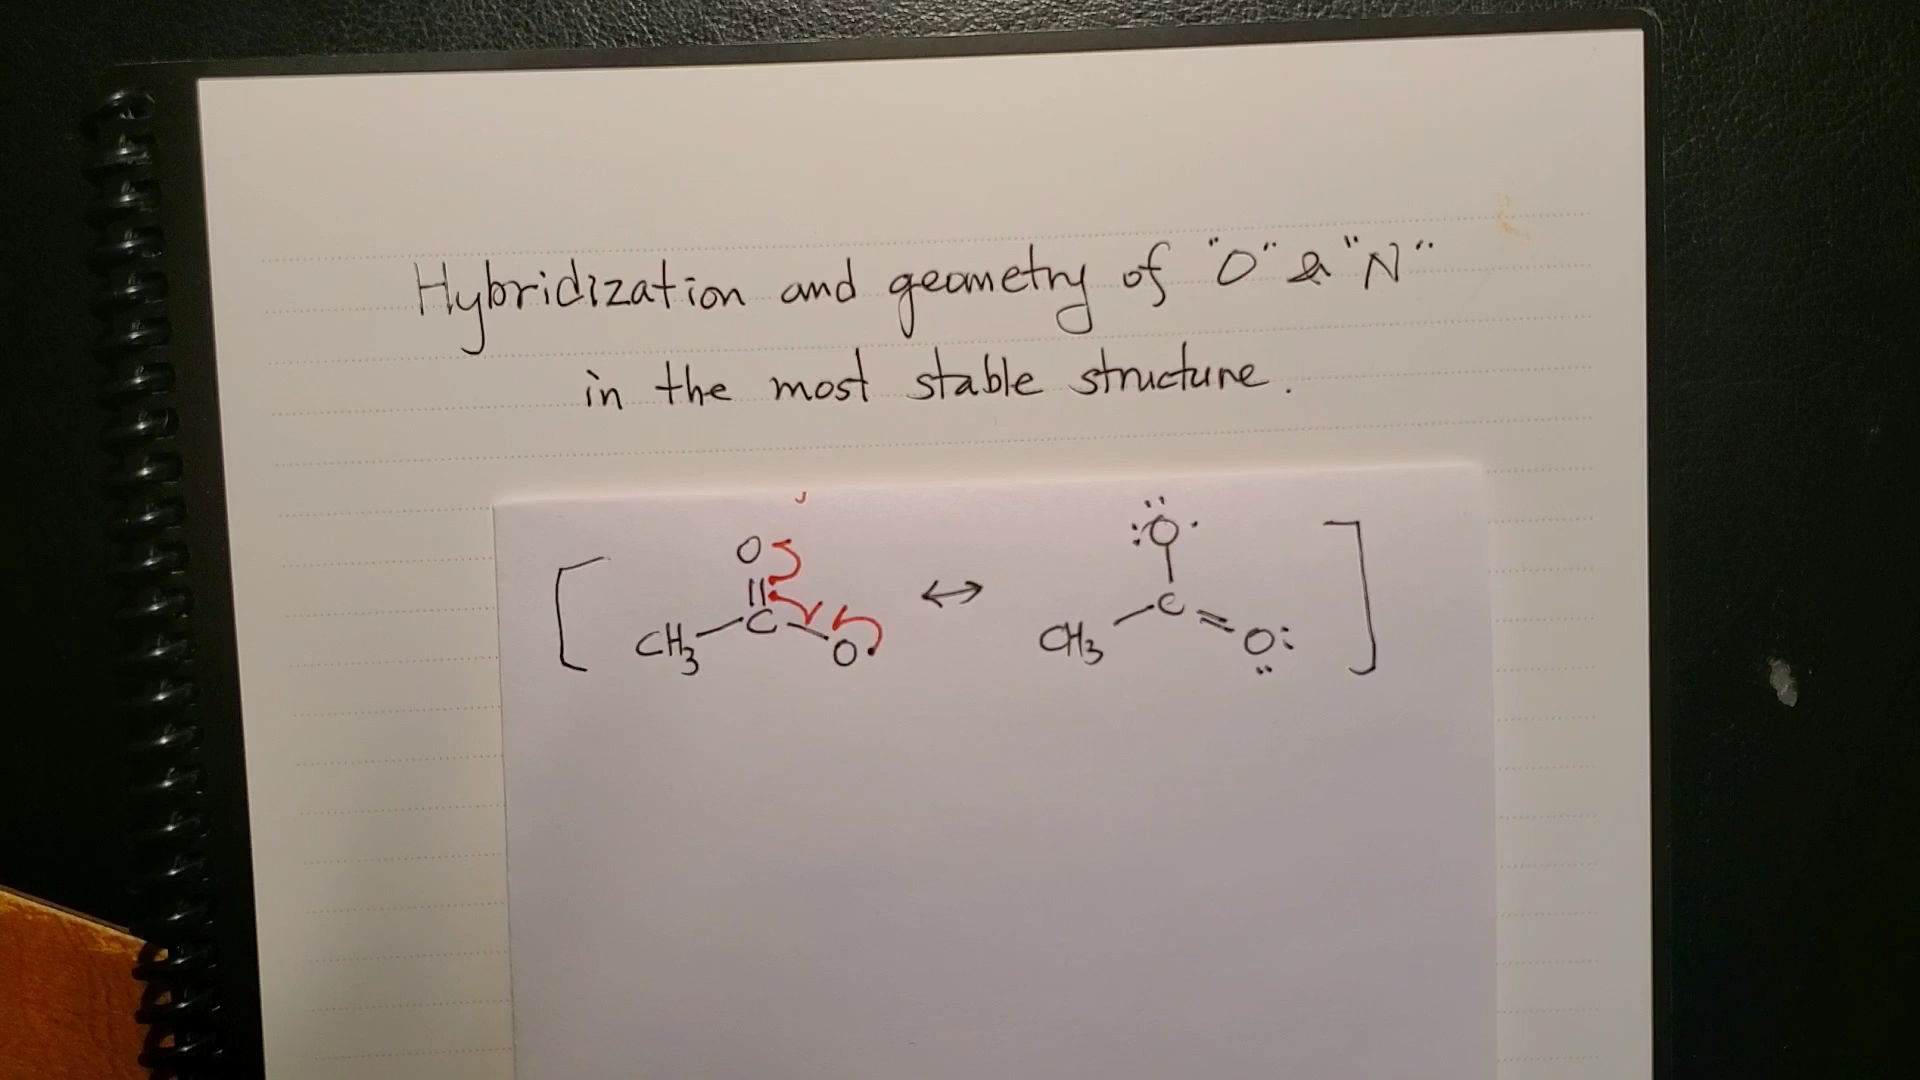 Hybridization and geometry of "O" & "N"
in the most stable structure.
[ CH3–C(=O)–O· ↔ CH3–C(–Ö:·)=O: ]